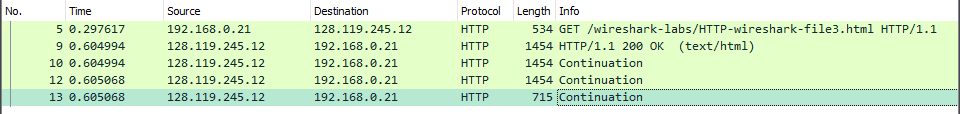 No. Time Source Destination Protocol Length Info
5 0.297617 192.168.0.21 128.119.245.12 HTTP 534 GET /wireshark-labs/HTTP-wireshark-file3.html HTTP/1.1
9 0.604994 128.119.245.12 192.168.0.21 HTTP 1454 HTTP/1.1 200 OK (text/html)
10 0.604994 128.119.245.12 192.168.0.21 HTTP 1454 Continuation
12 0.605068 128.119.245.12 192.168.0.21 HTTP 1454 Continuation
13 0.605068 128.119.245.12 192.168.0.21 HTTP 715 Continuation